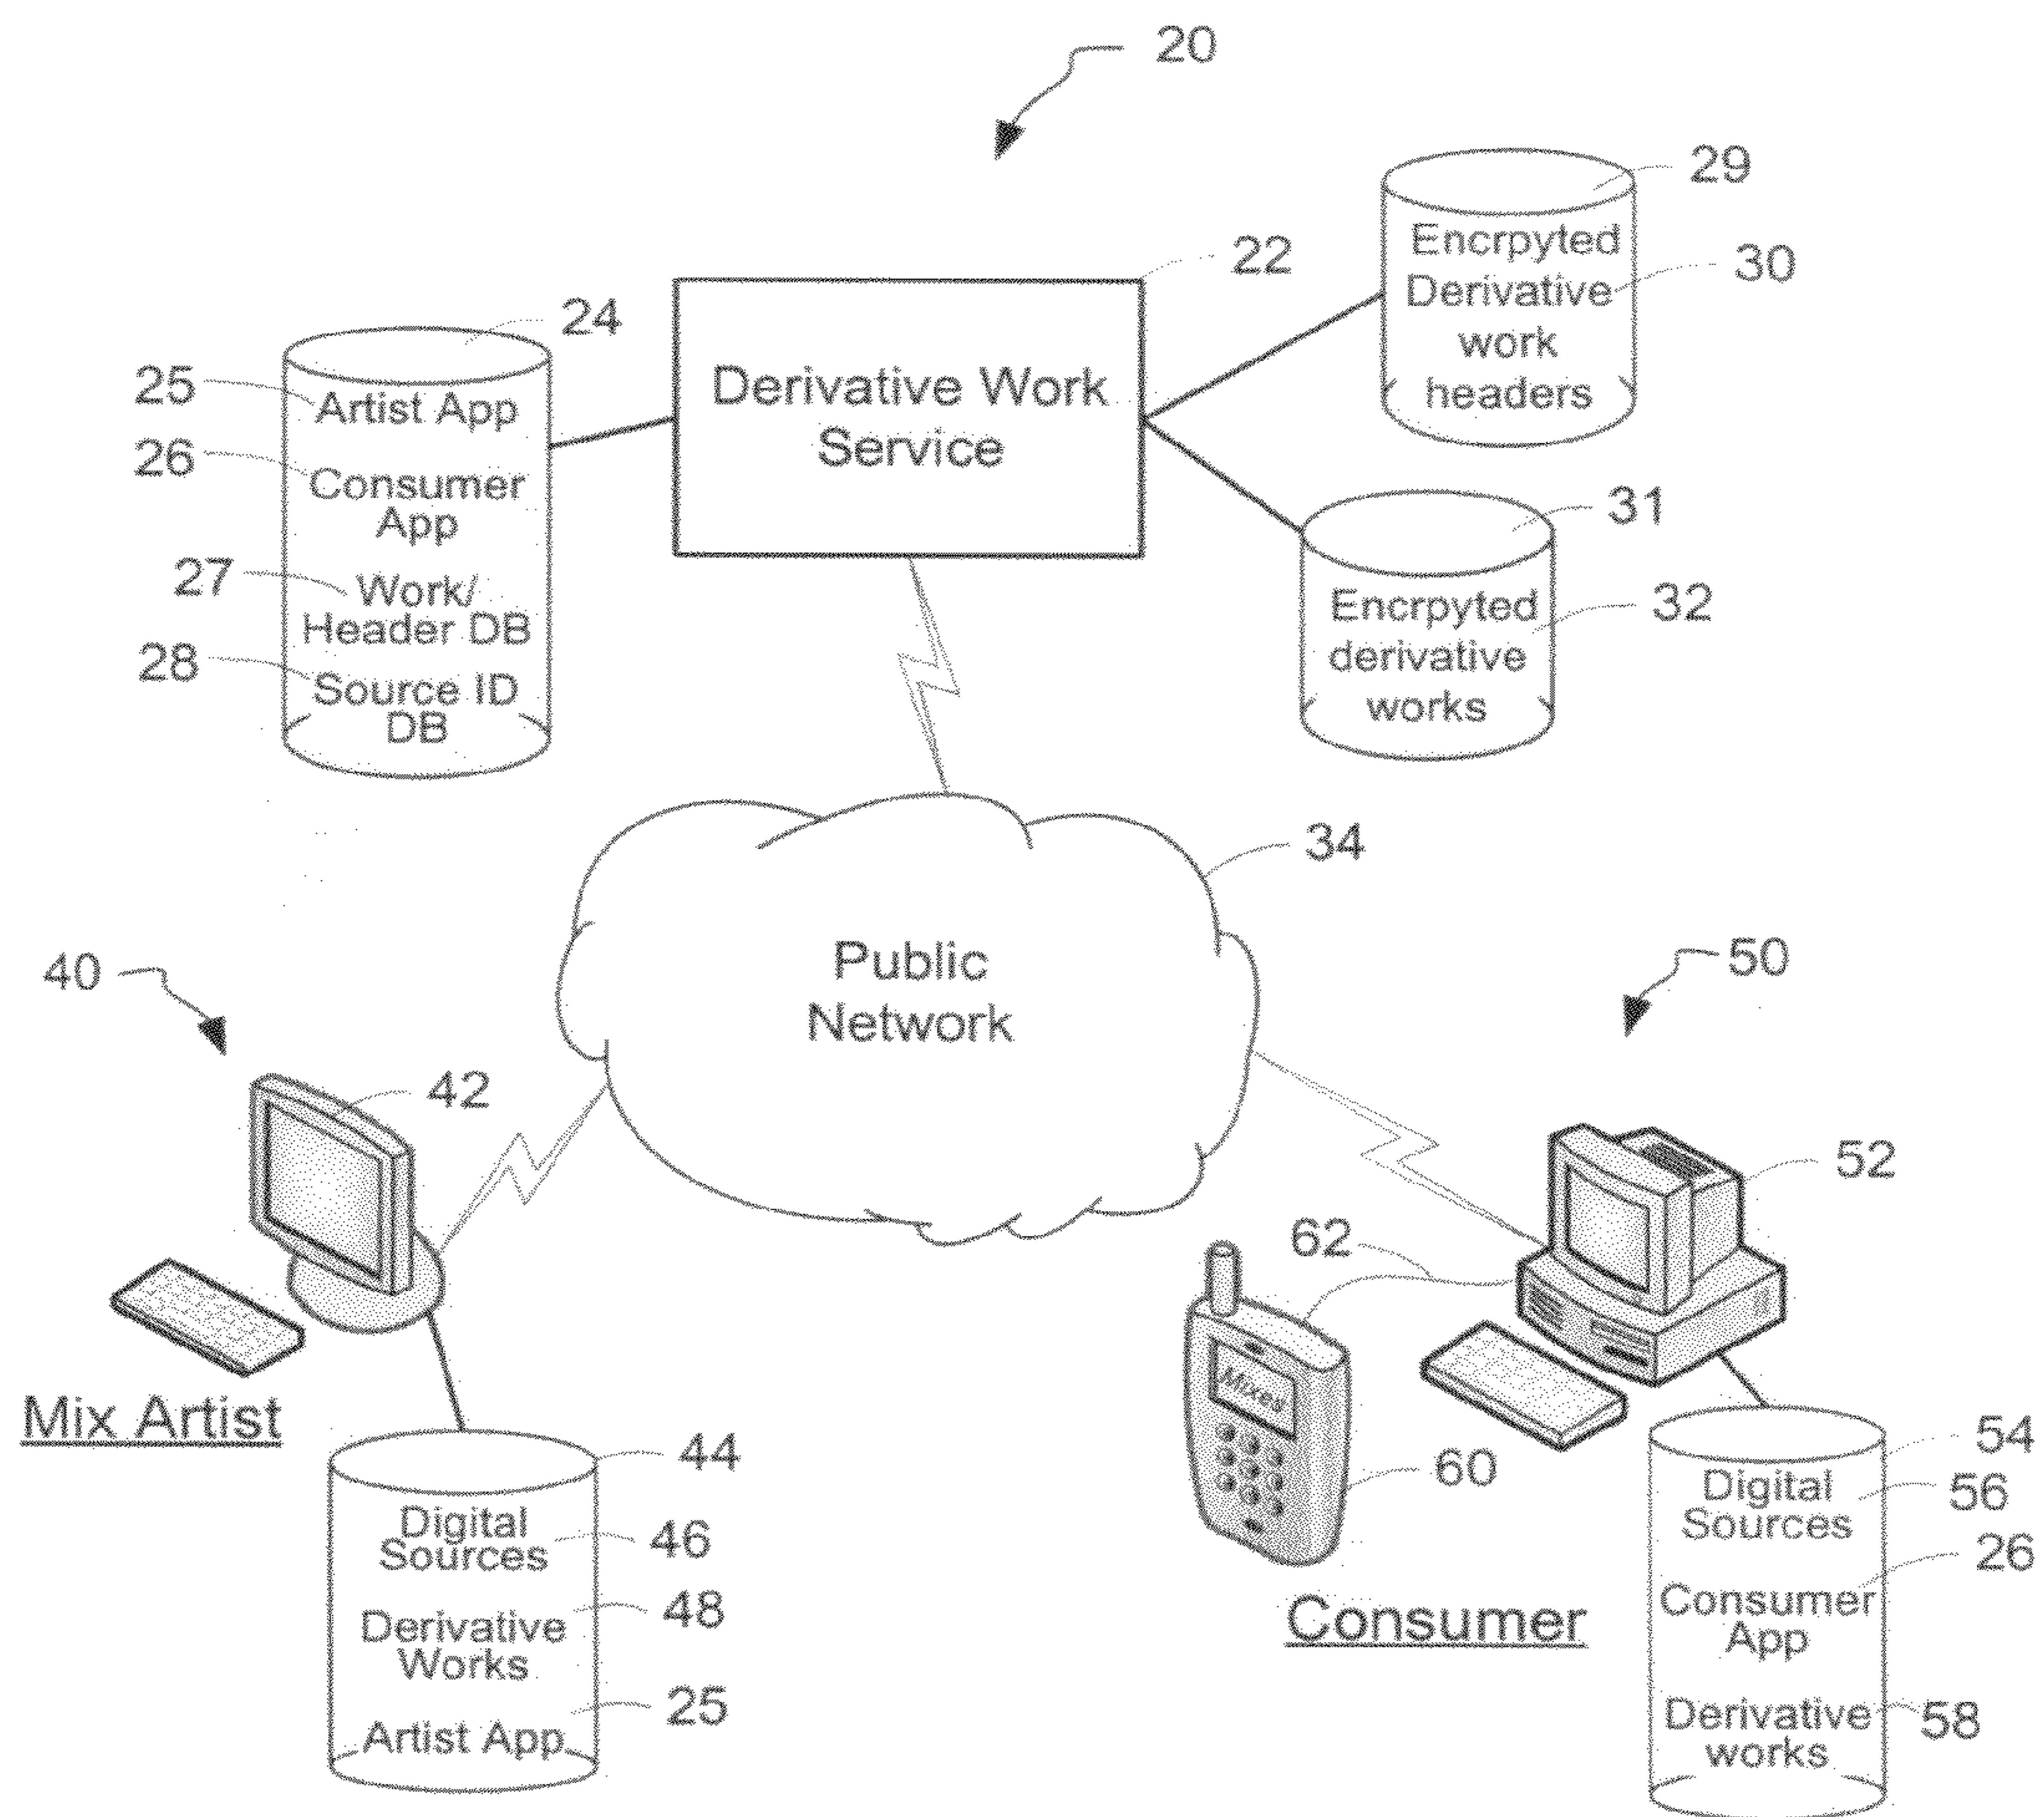 20
29
Encrpyted
Derivative
work
headers
30
22
24
Derivative Work
Service
25
Artist App
26
Consumer
App
27
Work/
Header DB
28
Source ID
DB
31
Encrpyted
derivative
works
32
34
Public
Network
40
42
50
52
62
Mixes
60
Mix Artist
44
Digital
Sources
46
Derivative
Works
48
Artist App
25
Consumer
54
Digital
Sources
56
26
Consumer
App
Derivative
works
58